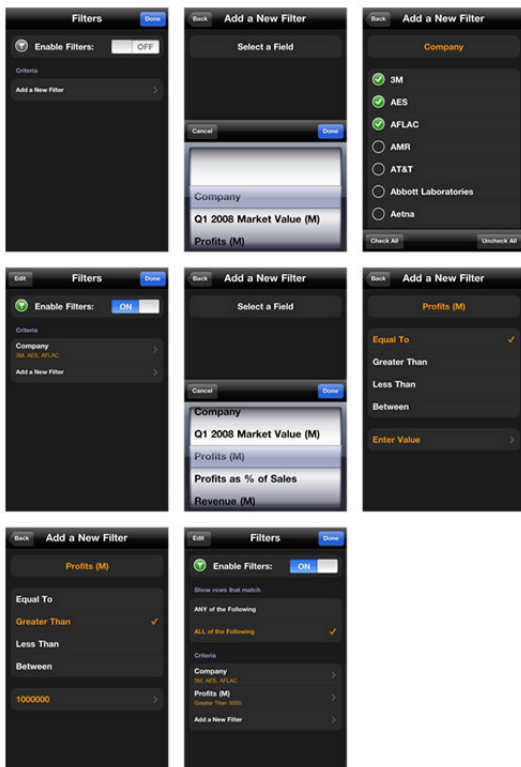 Filters
Done
Enable Filters:
OFF
Criteria
Add a New Filter
Back
Add a New Filter
Select a Field
Cancel
Done
Company
Q1 2008 Market Value (M)
Profits (M)
Back
Add a New Filter
Company
3M
AES
AFLAC
AMR
AT&T
Abbott Laboratories
Aetna
Check All
Uncheck All
Edit
Filters
Done
Enable Filters:
ON
Criteria
Company
3M, AES, AFLAC
Add a New Filter
Back
Add a New Filter
Select a Field
Cancel
Done
Company
Q1 2008 Market Value (M)
Profits (M)
Profits as % of Sales
Revenue (M)
Back
Add a New Filter
Profits (M)
Equal To
Greater Than
Less Than
Between
Enter Value
Back
Add a New Filter
Profits (M)
Equal To
Greater Than
Less Than
Between
1000000
Edit
Filters
Done
Enable Filters:
ON
Show rows that match
ANY of the Following
ALL of the Following
Criteria
Company
3M, AES, AFLAC
Profits (M)
Greater Than 5000
Add a New Filter